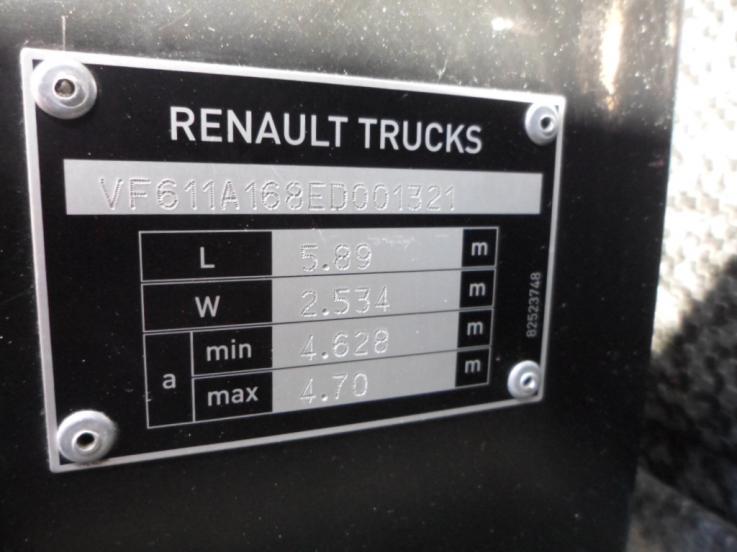 RENAULT TRUCKS
VF611A168ED001321
L 5.89 m
W 2.534 m
a min 4.628 m
max 4.70 m
82523748